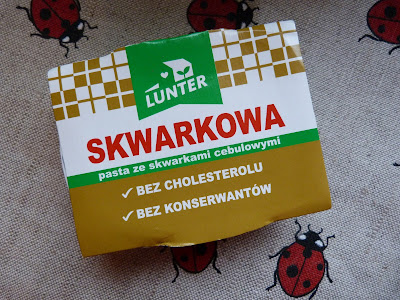 LUNTER
SKWARKOWA
pasta ze skwarkami cebulowymi
✓ BEZ CHOLESTEROLU
✓ BEZ KONSERWANTÓW